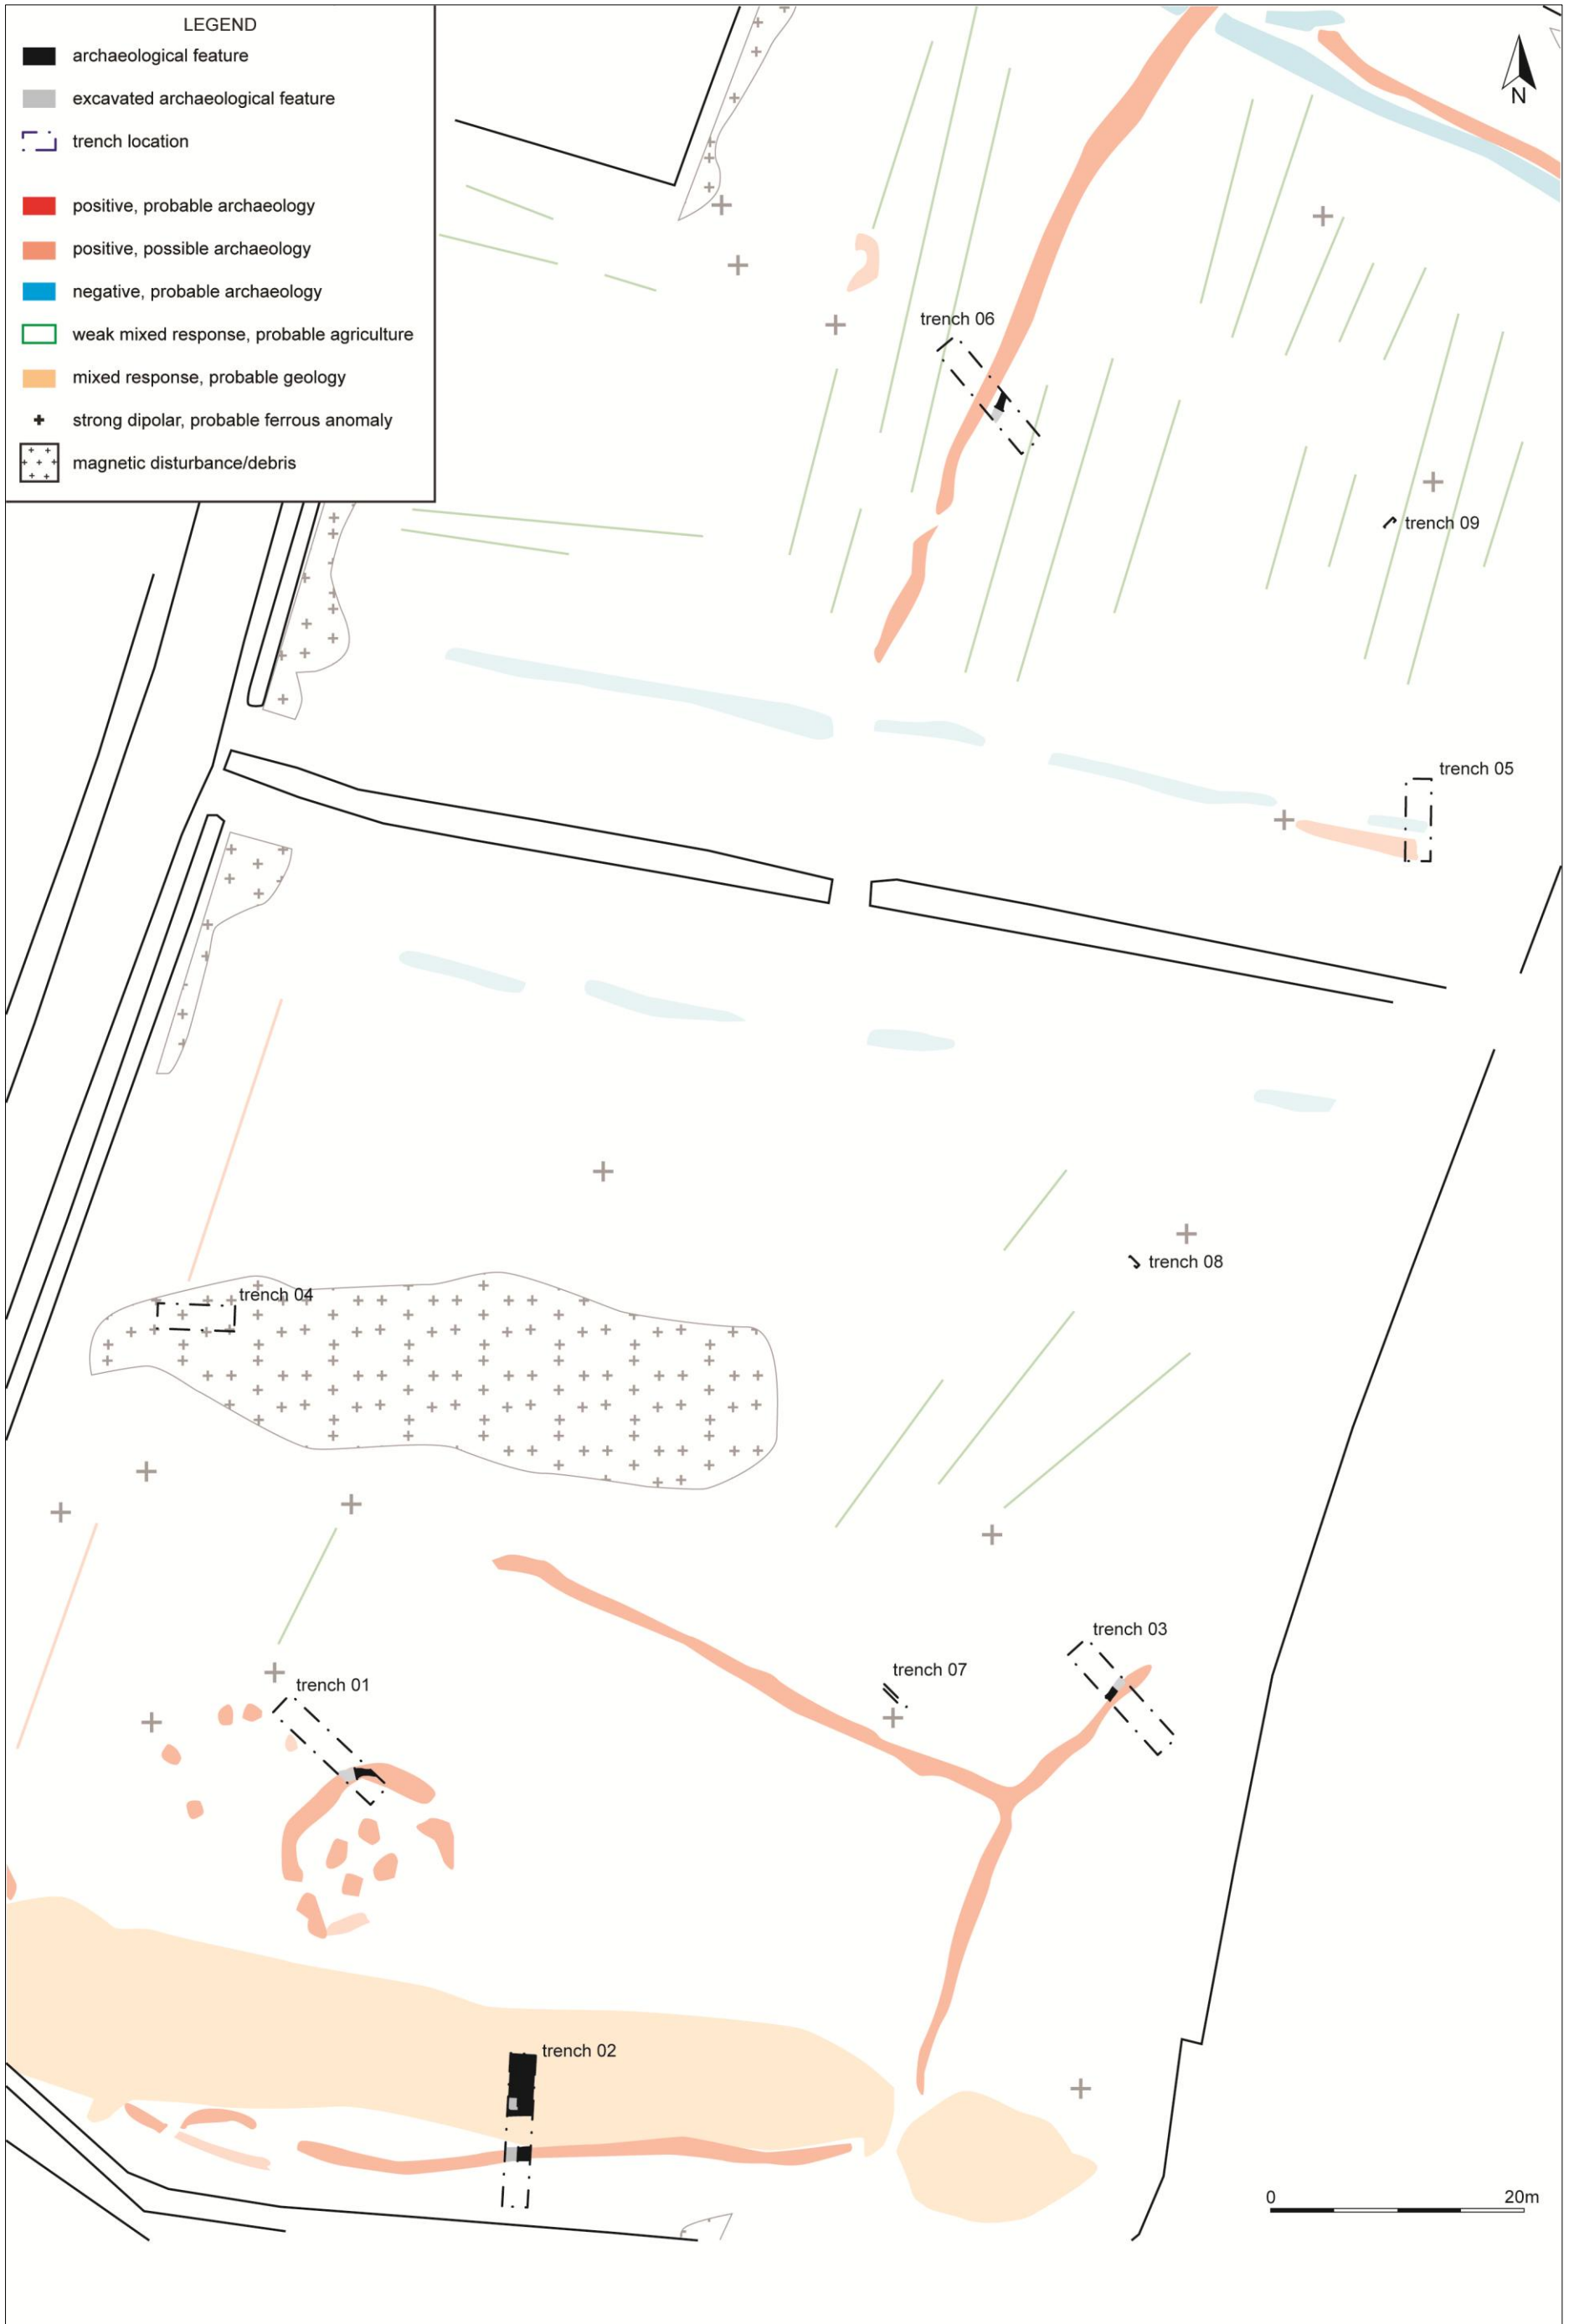 LEGEND
archaeological feature
excavated archaeological feature
trench location
positive, probable archaeology
positive, possible archaeology
negative, probable archaeology
weak mixed response, probable agriculture
mixed response, probable geology
strong dipolar, probable ferrous anomaly
magnetic disturbance/debris
N
trench 06
trench 09
trench 05
trench 08
trench 04
trench 03
trench 07
trench 01
trench 02
0 20m